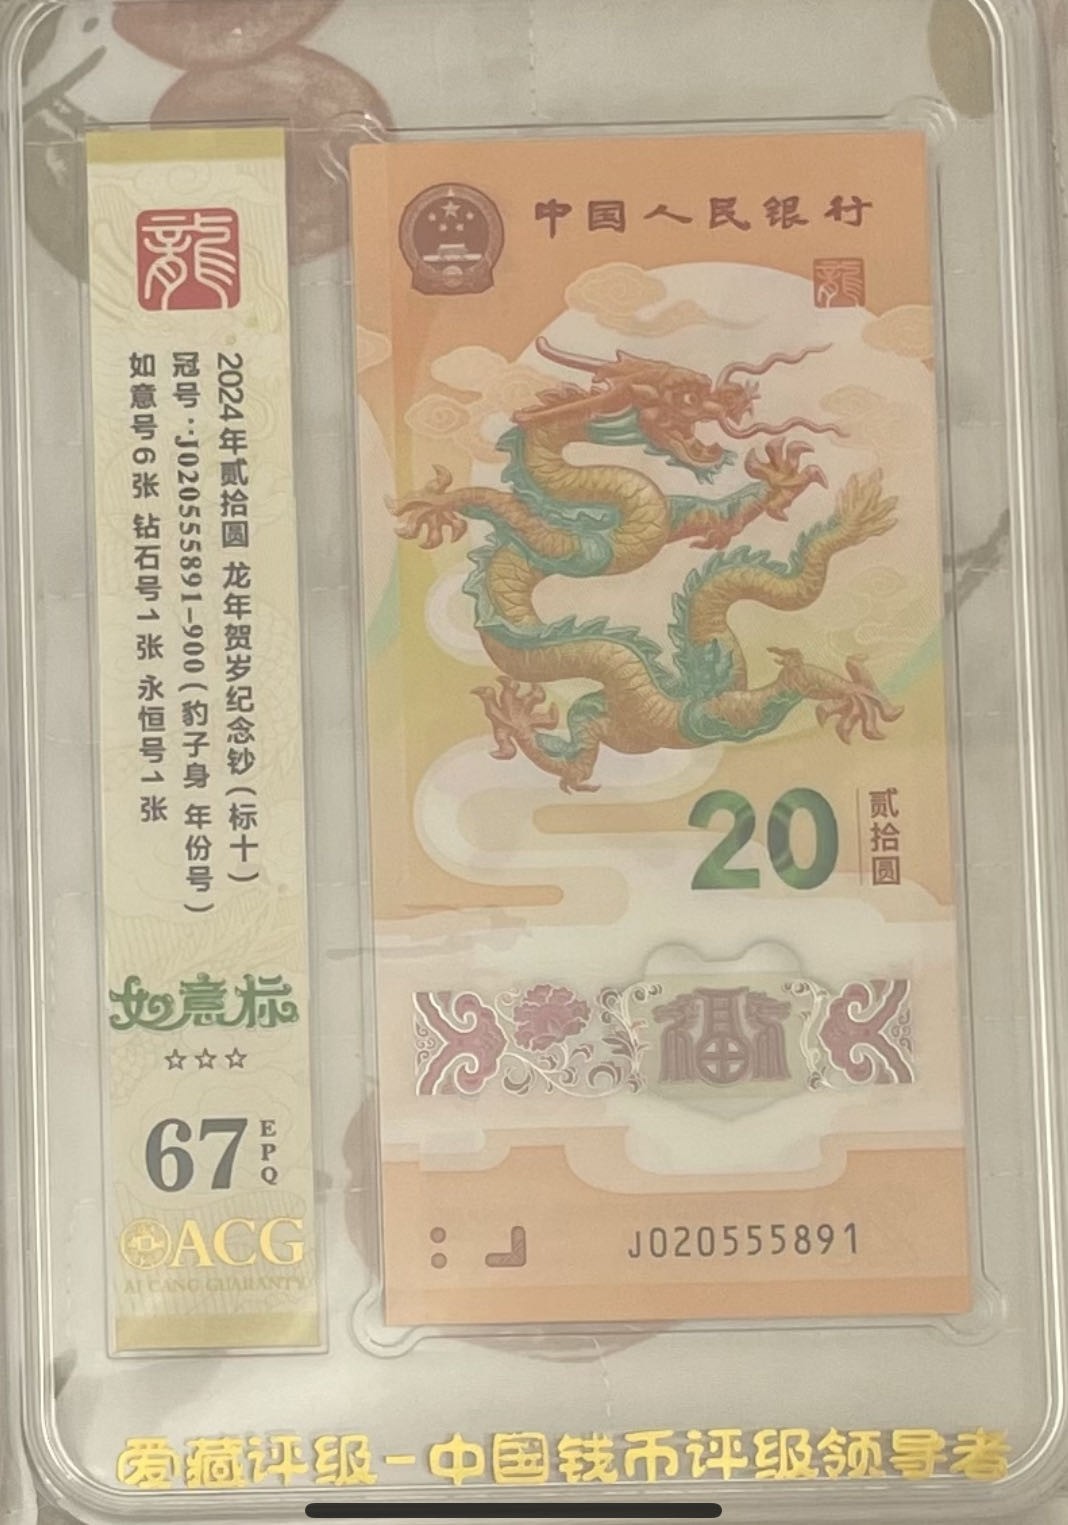 龍
2024年贰拾圆 龙年贺岁纪念钞(标十)
冠号:J020555891-900(豹子身 年份号)
如意号6张 钻石号1张 永恒号1张
如意标
☆☆☆
67
EPQ
ACG
AI CANG GUARANTY
中国人民银行
龍
20
贰拾圆
福
J020555891
爱藏评级-中国钱币评级领导者